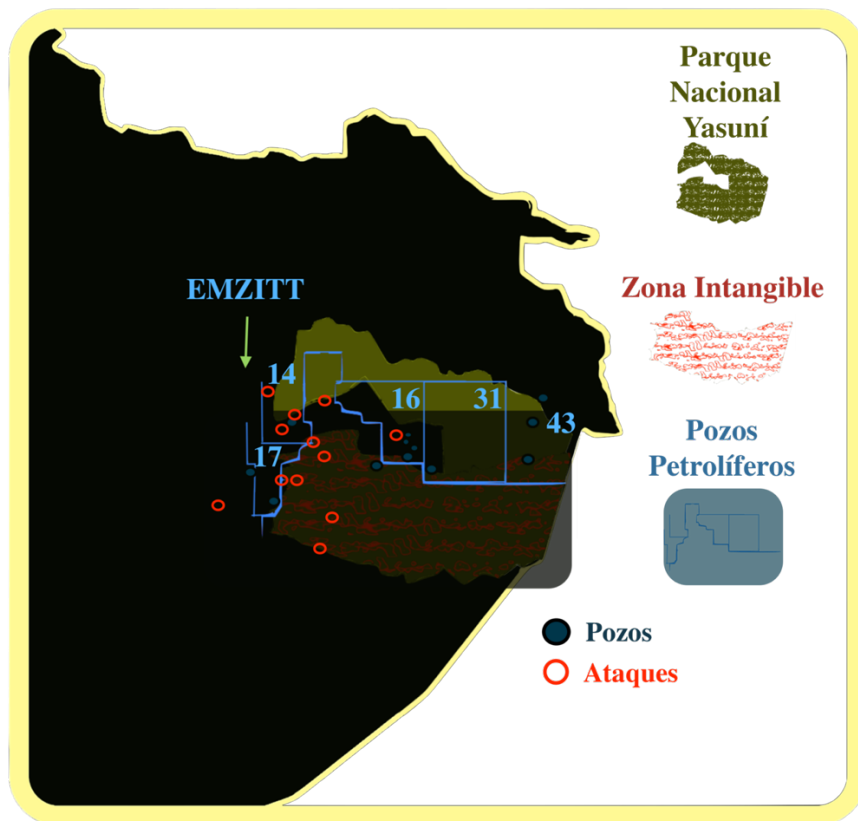 Parque
Nacional
Yasuní
EMZITT
Zona Intangible
14
16
31
43
17
Pozos
Petrolíferos
Pozos
Ataques